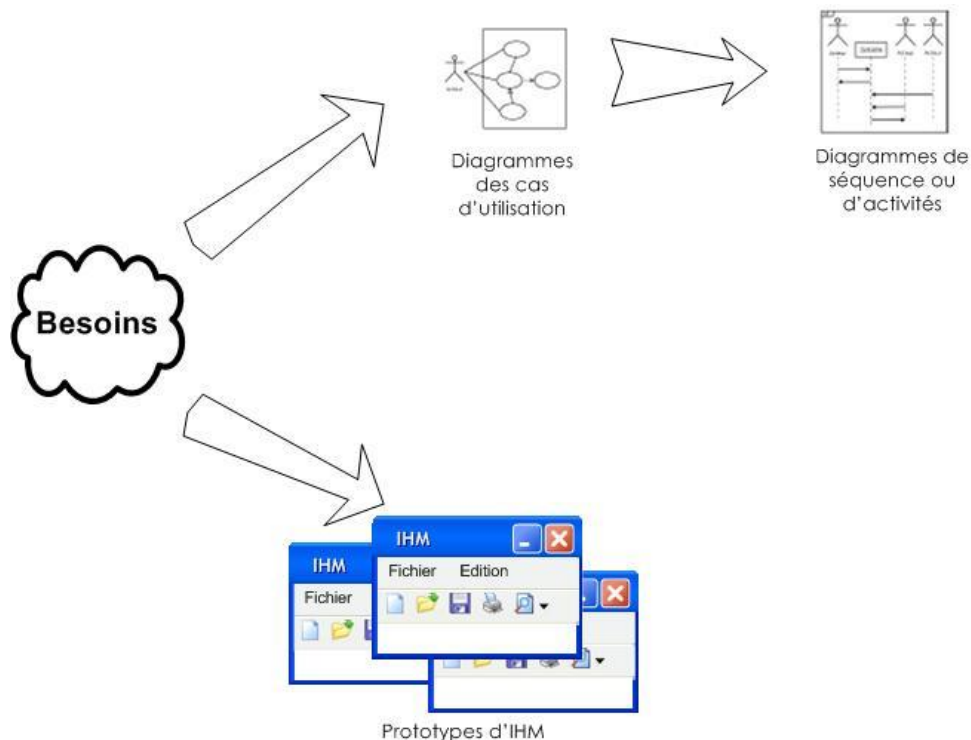 Diagrammes
des cas
d'utilisation
Diagrammes de
séquence ou
d'activités
Besoins
IHM
Fichier Edition
IHM
Fichier
Prototypes d'IHM